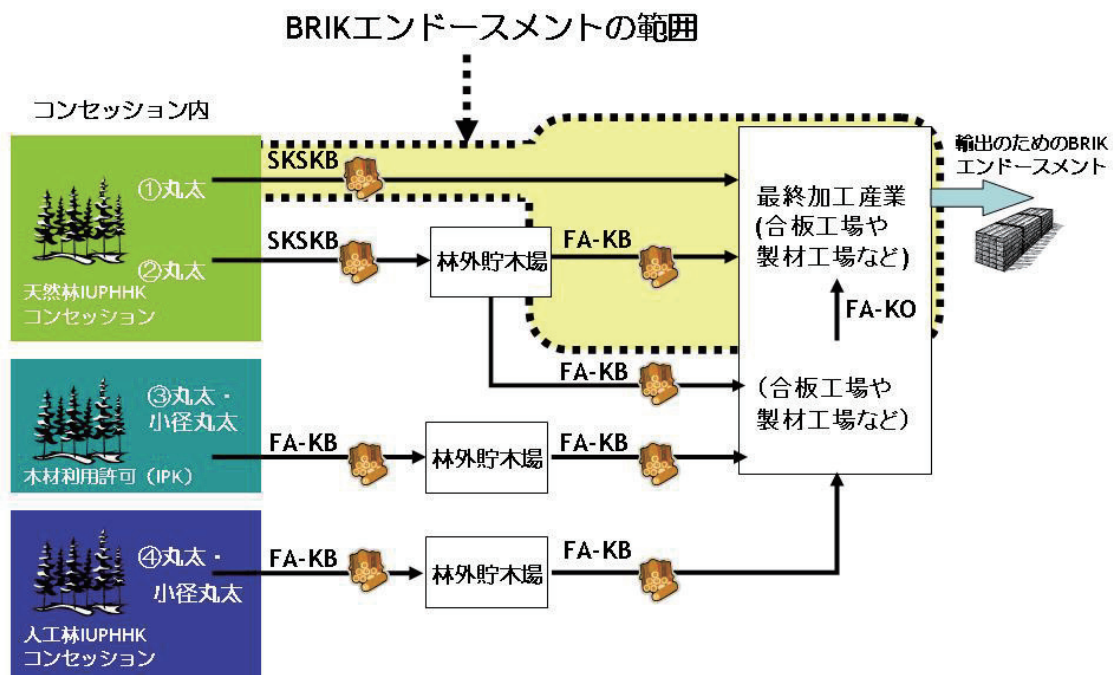 BRIKエンドースメントの範囲
コンセッション内
①丸太
SKSKB
②丸太
SKSKB
天然林IUPHHK
コンセッション
林外貯木場
FA-KB
FA-KB
最終加工産業
(合板工場や
製材工場など)
FA-KO
(合板工場や
製材工場など)
輸出のためのBRIK
エンドースメント
③丸太・
小径丸太
木材利用許可（IPK）
FA-KB
林外貯木場
FA-KB
④丸太・
小径丸太
人工林IUPHHK
コンセッション
FA-KB
林外貯木場
FA-KB